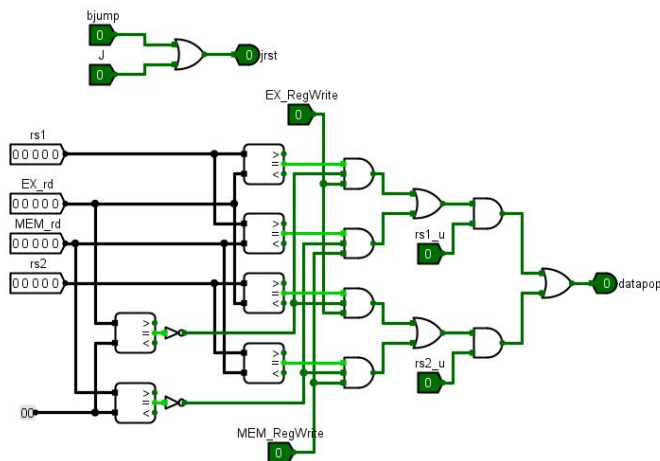 bjump
0
J
0
0
jrst
EX_RegWrite
0
rs1
00000
EX_rd
00000
MEM_rd
00000
rs2
00000
>
=
<
>
=
<
>
=
<
>
=
<
>
=
<
>
=
<
rs1_u
0
0
datapop
rs2_u
0
00
MEM_RegWrite
0